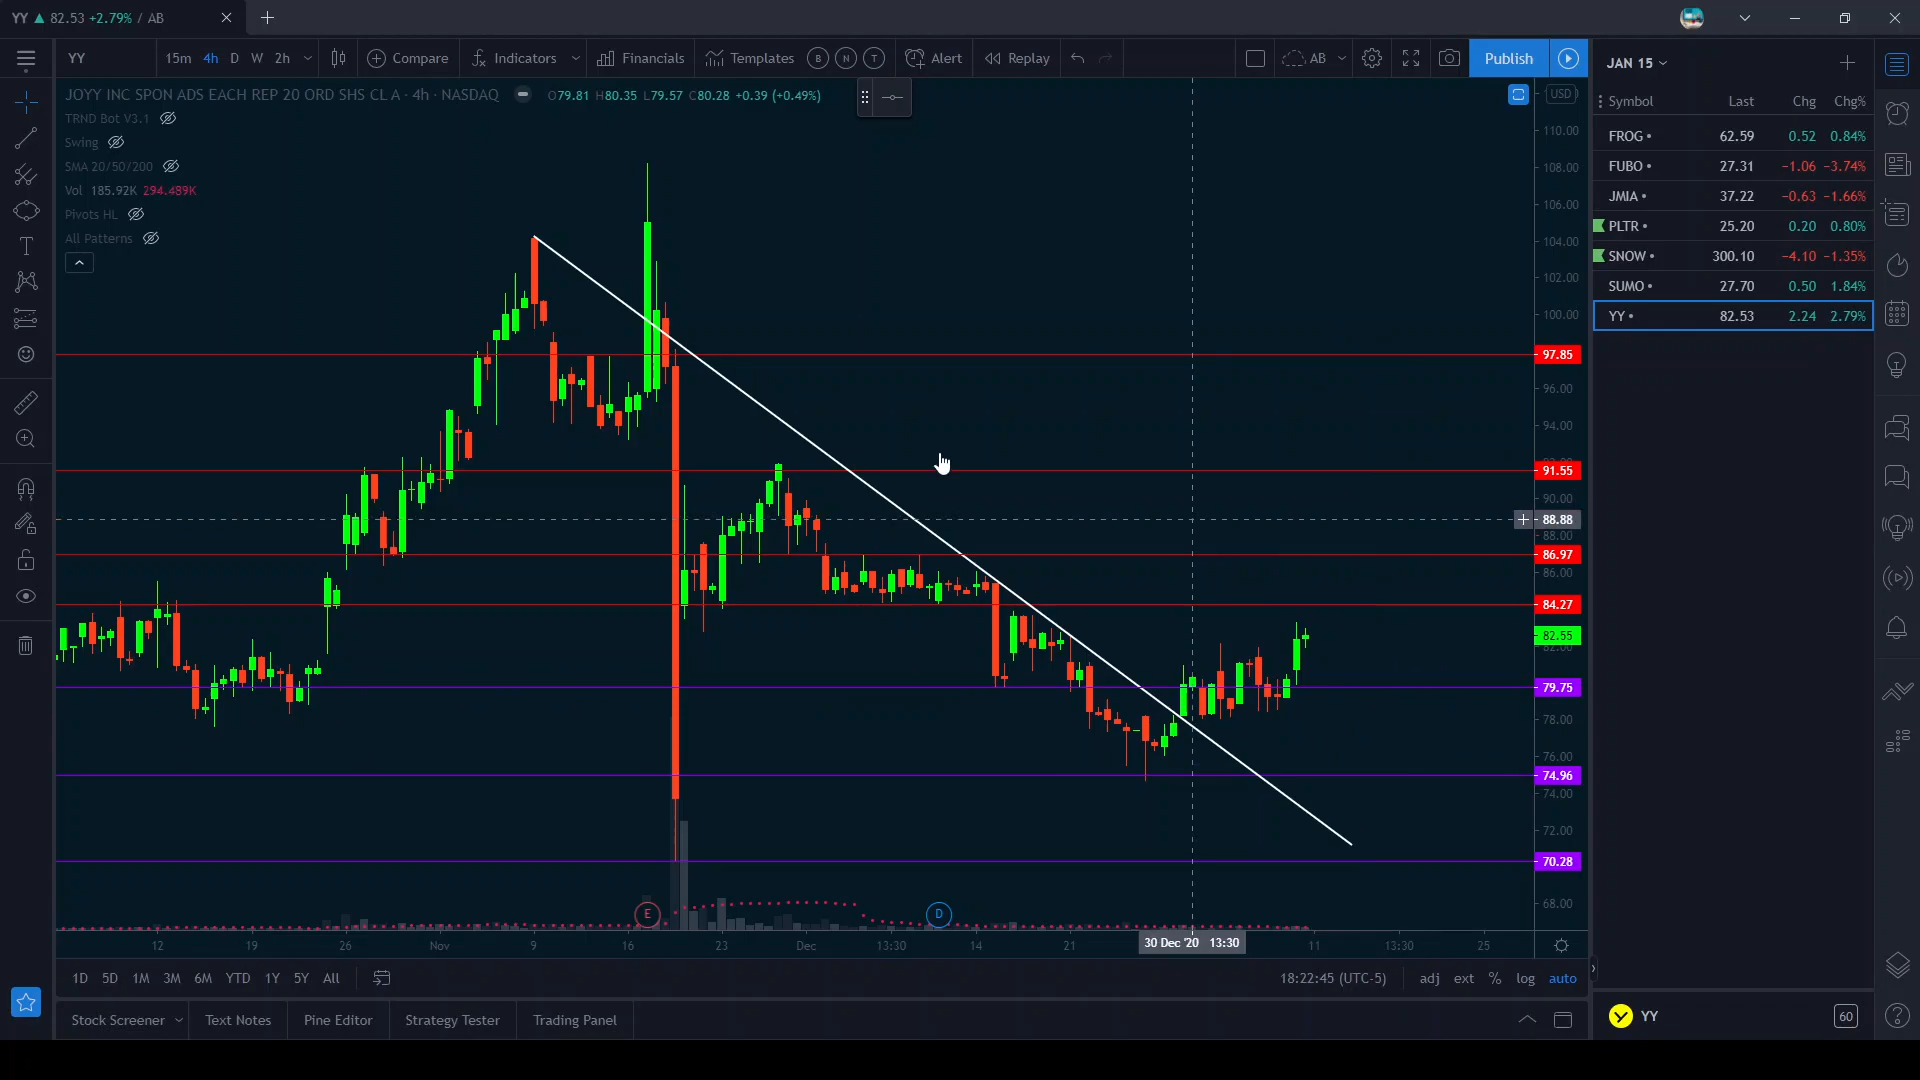 YY ▲ 82.53 +2.79% / AB
YY 15m 4h D W 2h Compare Indicators Financials Templates B N T Alert Replay AB Publish
JOYY INC SPON ADS EACH REP 20 ORD SHS CL A · 4h · NASDAQ O79.81 H80.35 L79.57 C80.28 +0.39 (+0.49%)
TRND Bot V3.1
Swing
SMA 20/50/200
Vol 185.92K 294.489K
Pivots HL
All Patterns
USD
110.00
108.00
106.00
104.00
102.00
100.00
97.85
96.00
94.00
91.55
90.00
88.88
88.00
86.97
86.00
84.27
82.55
82.00
79.75
78.00
76.00
74.96
74.00
72.00
70.28
68.00
E D
12 19 26 Nov 9 16 23 Dec 13:30 14 21 30 Dec '20 13:30 11 13:30 25
1D 5D 1M 3M 6M YTD 1Y 5Y All 18:22:45 (UTC-5) adj ext % log auto
Stock Screener Text Notes Pine Editor Strategy Tester Trading Panel
JAN 15
Symbol Last Chg Chg%
FROG 62.59 0.52 0.84%
FUBO 27.31 −1.06 −3.74%
JMIA 37.22 −0.63 −1.66%
PLTR 25.20 0.20 0.80%
SNOW 300.10 −4.10 −1.35%
SUMO 27.70 0.50 1.84%
YY 82.53 2.24 2.79%
YY 60